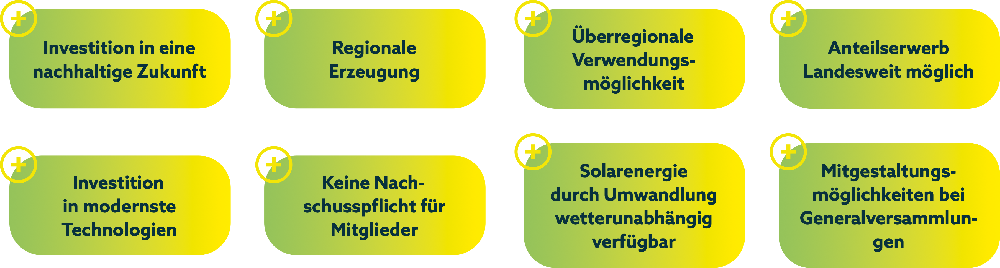 Investition in eine
nachhaltige Zukunft
Regionale
Erzeugung
Überregionale
Verwendungs-
möglichkeit
Anteilserwerb
Landesweit möglich
Investition
in modernste
Technologien
Keine Nach-
schusspflicht für
Mitglieder
Solarenergie
durch Umwandlung
wetterunabhängig
verfügbar
Mitgestaltungs-
möglichkeiten bei
Generalversammlun-
gen